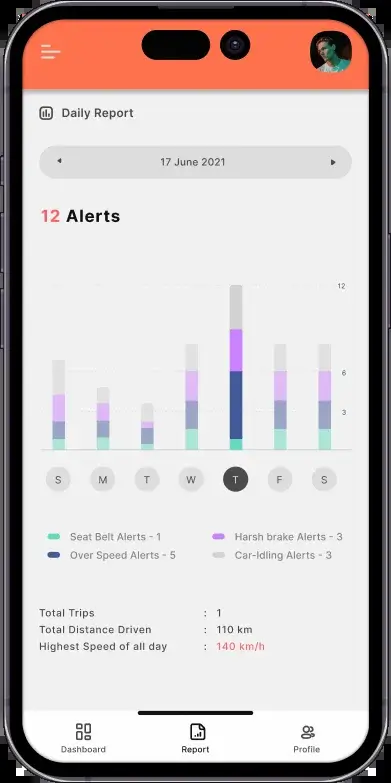 Daily Report
17 June 2021
12 Alerts
12
6
3
S M T W T F S
Seat Belt Alerts - 1
Harsh brake Alerts - 3
Over Speed Alerts - 5
Car-Idling Alerts - 3
Total Trips : 1
Total Distance Driven : 110 km
Highest Speed of all day : 140 km/h
Dashboard Report Profile